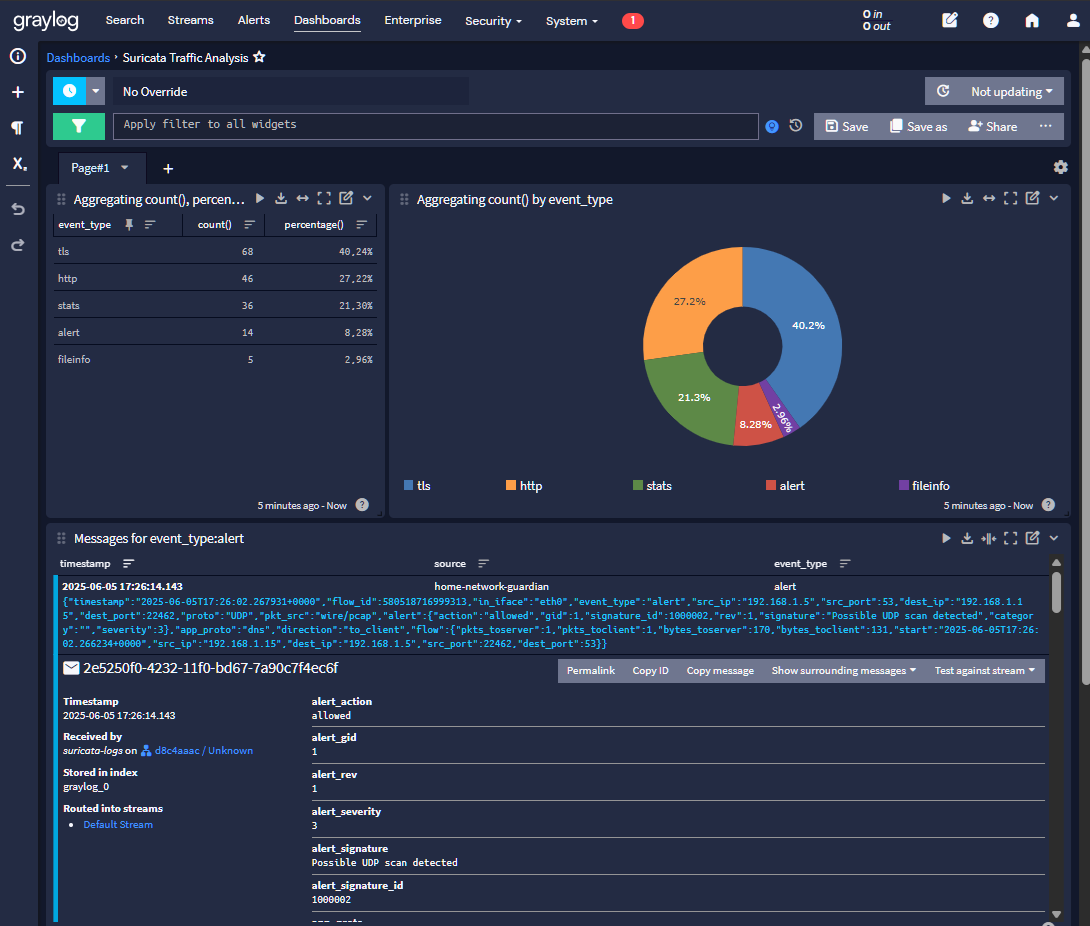 graylog Search Streams Alerts Dashboards Enterprise Security System 1 0 in
0 out
Dashboards › Suricata Traffic Analysis
No Override Not updating
Apply filter to all widgets Save Save as Share ...
Page#1 +
Aggregating count(), percen... Aggregating count() by event_type
event_type count() percentage()
tls 68 40,24%
http 46 27,22%
stats 36 21,30%
alert 14 8,28%
fileinfo 5 2,96%
27.2%
40.2%
21.3%
2.96%
8.28%
tls http stats alert fileinfo
5 minutes ago - Now 5 minutes ago - Now
Messages for event_type:alert
timestamp source event_type
2025-06-05 17:26:14.143 home-network-guardian alert
{"timestamp":"2025-06-05T17:26:02.267931+0000","flow_id":580518716999313,"in_iface":"eth0","event_type":"alert","src_ip":"192.168.1.5","src_port":53,"dest_ip":"192.168.1.1
5","dest_port":22462,"proto":"UDP","pkt_src":"wire/pcap","alert":{"action":"allowed","gid":1,"signature_id":1000002,"rev":1,"signature":"Possible UDP scan detected","categor
y":"","severity":3},"app_proto":"dns","direction":"to_client","flow":{"pkts_toserver":1,"pkts_toclient":1,"bytes_toserver":170,"bytes_toclient":131,"start":"2025-06-05T17:26:
02.266234+0000","src_ip":"192.168.1.15","dest_ip":"192.168.1.5","src_port":22462,"dest_port":53}}
2e5250f0-4232-11f0-bd67-7a90c7f4ec6f Permalink Copy ID Copy message Show surrounding messages Test against stream
Timestamp
2025-06-05 17:26:14.143
Received by
suricata-logs on d8c4aaac / Unknown
Stored in index
graylog_0
Routed into streams
• Default Stream
alert_action
allowed
alert_gid
1
alert_rev
1
alert_severity
3
alert_signature
Possible UDP scan detected
alert_signature_id
1000002